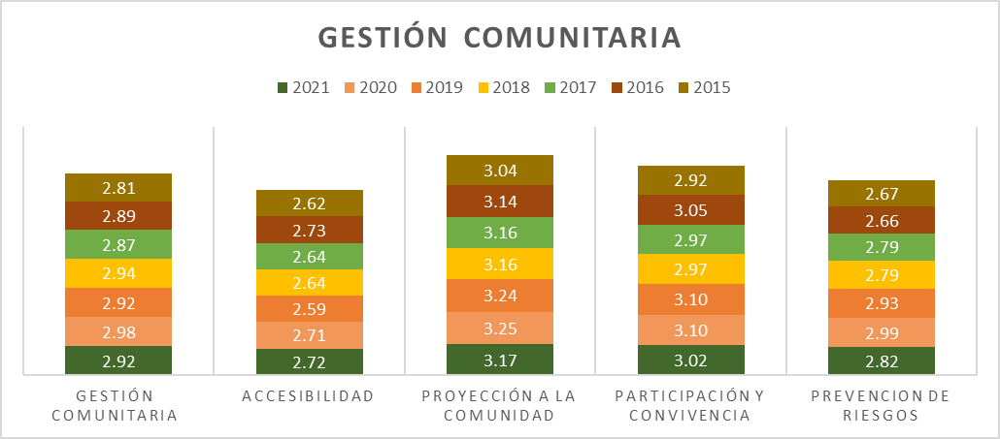 GESTIÓN COMUNITARIA
2021 2020 2019 2018 2017 2016 2015
2.81 2.62 3.04 2.92 2.67
2.89 2.73 3.14 3.05 2.66
2.87 2.64 3.16 2.97 2.79
2.94 2.64 3.16 2.97 2.79
2.92 2.59 3.24 3.10 2.93
2.98 2.71 3.25 3.10 2.99
2.92 2.72 3.17 3.02 2.82
GESTIÓN
COMUNITARIA
ACCESIBILIDAD
PROYECCIÓN A LA
COMUNIDAD
PARTICIPACIÓN Y
CONVIVENCIA
PREVENCION DE
RIESGOS